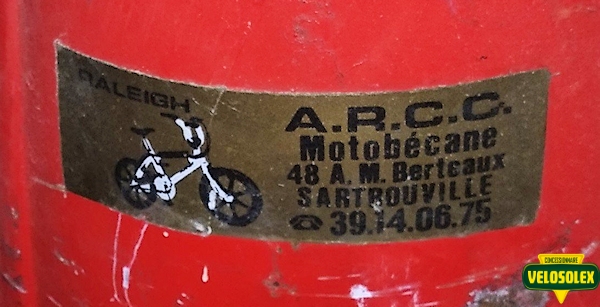 RALEIGH
A.R.C.C.
Motobécane
48 A. M. Berteaux
SARTROUVILLE
☎ 39.14.06.75
CONCESSIONNAIRE
VELOSOLEX